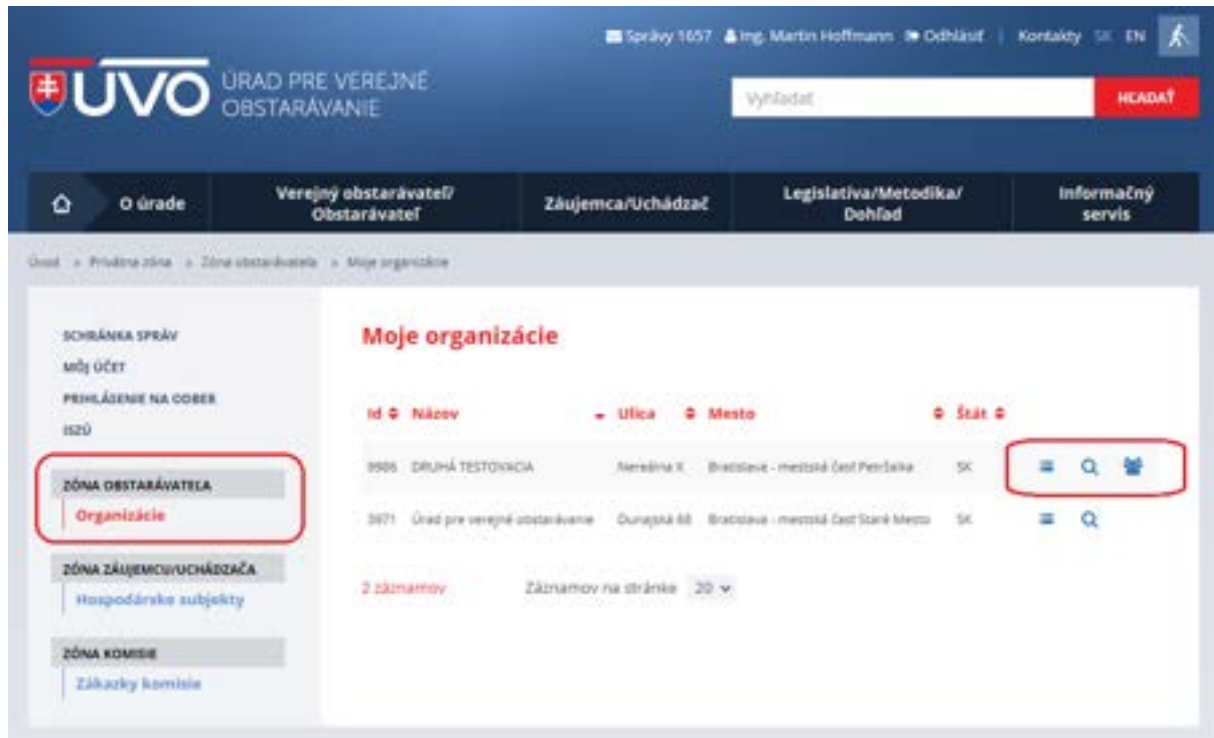 Správy 1657 Ing. Martin Hoffmann Odhlásiť | Kontakty SK EN
ÚVO ÚRAD PRE VEREJNÉ
OBSTARÁVANIE
Vyhľadať HĽADAŤ
O úrade Verejný obstarávateľ/
Obstarávateľ Záujemca/Uchádzač Legislatíva/Metodika/
Dohľad Informačný
servis
Úvod » Privátna zóna » Zóna obstarávateľa » Moje organizácie
SCHRÁNKA SPRÁV
MÔJ ÚČET
PRIHLÁSENIE NA ODBER
ISZÚ
ZÓNA OBSTARÁVATEĽA
Organizácie
ZÓNA ZÁUJEMCU/UCHÁDZAČA
Hospodárske subjekty
ZÓNA KOMISIE
Zákazky komisie
Moje organizácie
Id Názov Ulica Mesto Štát
DRUHÁ TESTOVACIA Nereálna X Bratislava - mestská časť Petržalka SK
3971 Úrad pre verejné obstarávanie Dunajská 68 Bratislava - mestská časť Staré Mesto SK
2 záznamov Záznamov na stránke 20